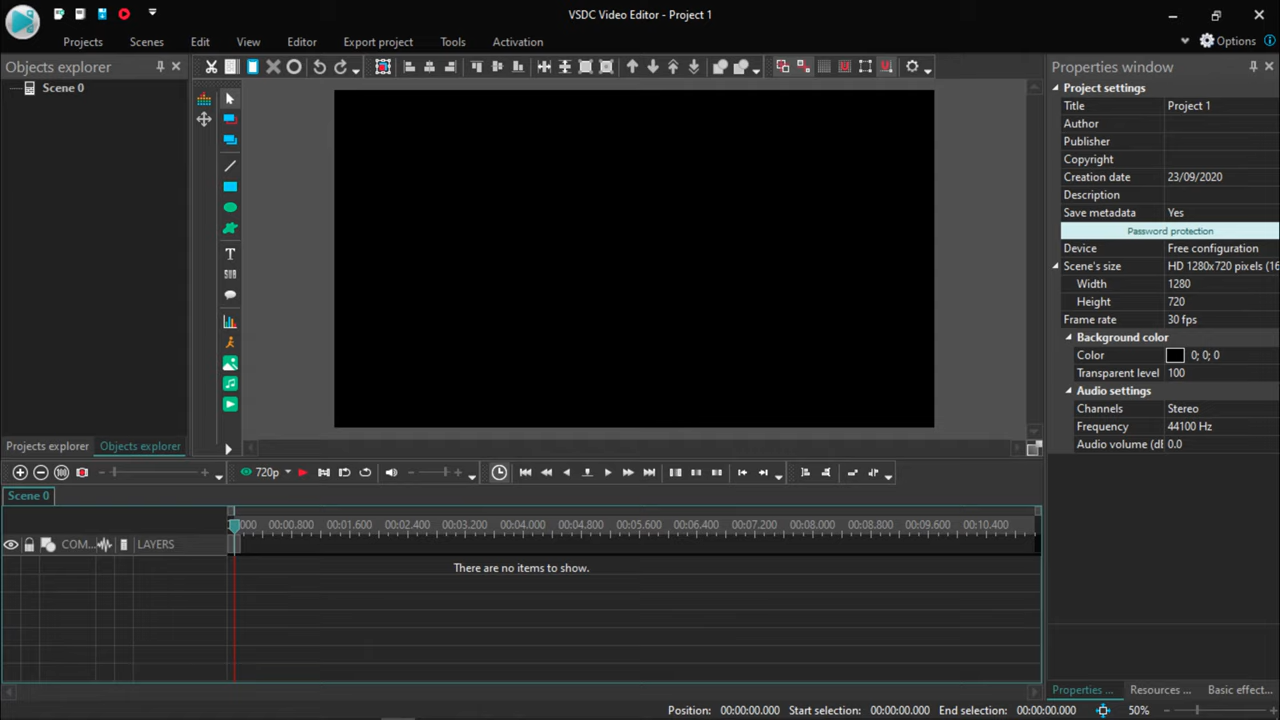 VSDC Video Editor - Project 1
Projects Scenes Edit View Editor Export project Tools Activation Options
Objects explorer
Scene 0
T
SUB
Properties window
Project settings
Title Project 1
Author
Publisher
Copyright
Creation date 23/09/2020
Description
Save metadata Yes
Password protection
Device Free configuration
Scene's size HD 1280x720 pixels (16
Width 1280
Height 720
Frame rate 30 fps
Background color
Color 0; 0; 0
Transparent level 100
Audio settings
Channels Stereo
Frequency 44100 Hz
Audio volume (dB 0.0
Projects explorer Objects explorer
100 720p
Scene 0
:000 00:00.800 00:01.600 00:02.400 00:03.200 00:04.000 00:04.800 00:05.600 00:06.400 00:07.200 00:08.000 00:08.800 00:09.600 00:10.400
COM... LAYERS
There are no items to show.
Properties ... Resources ... Basic effect...
Position: 00:00:00.000 Start selection: 00:00:00.000 End selection: 00:00:00.000 50%